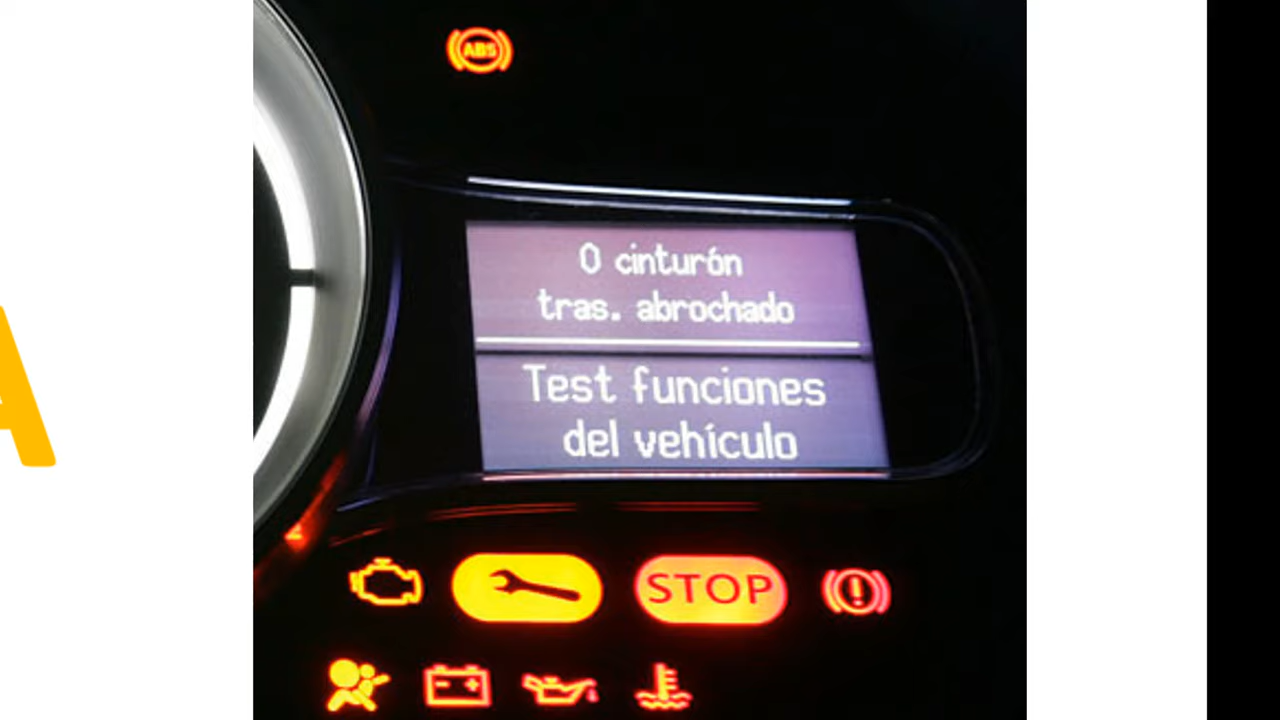 A
ABS
0 cinturón
tras. abrochado
Test funciones
del vehículo
STOP